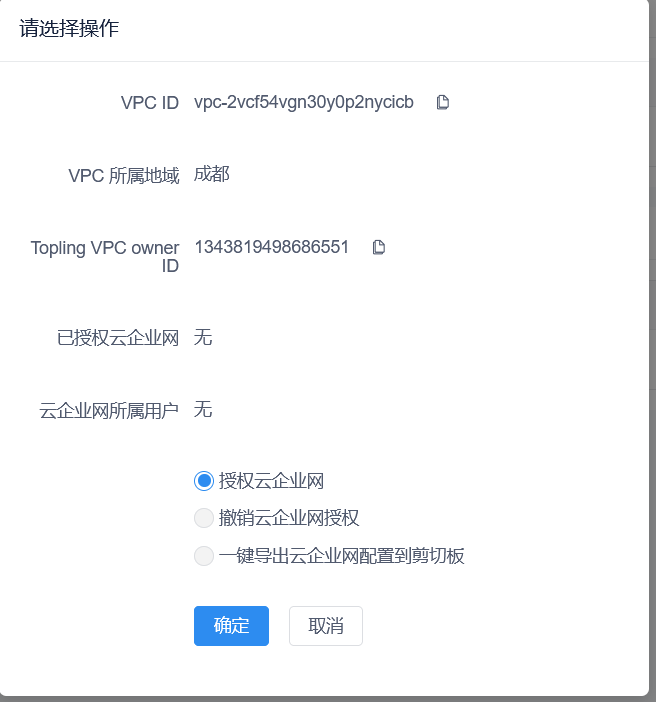 请选择操作
VPC ID vpc-2vcf54vgn30y0p2nycicb
VPC 所属地域 成都
Topling VPC owner ID 1343819498686551
已授权云企业网 无
云企业网所属用户 无
授权云企业网
撤销云企业网授权
一键导出云企业网配置到剪切板
确定 取消